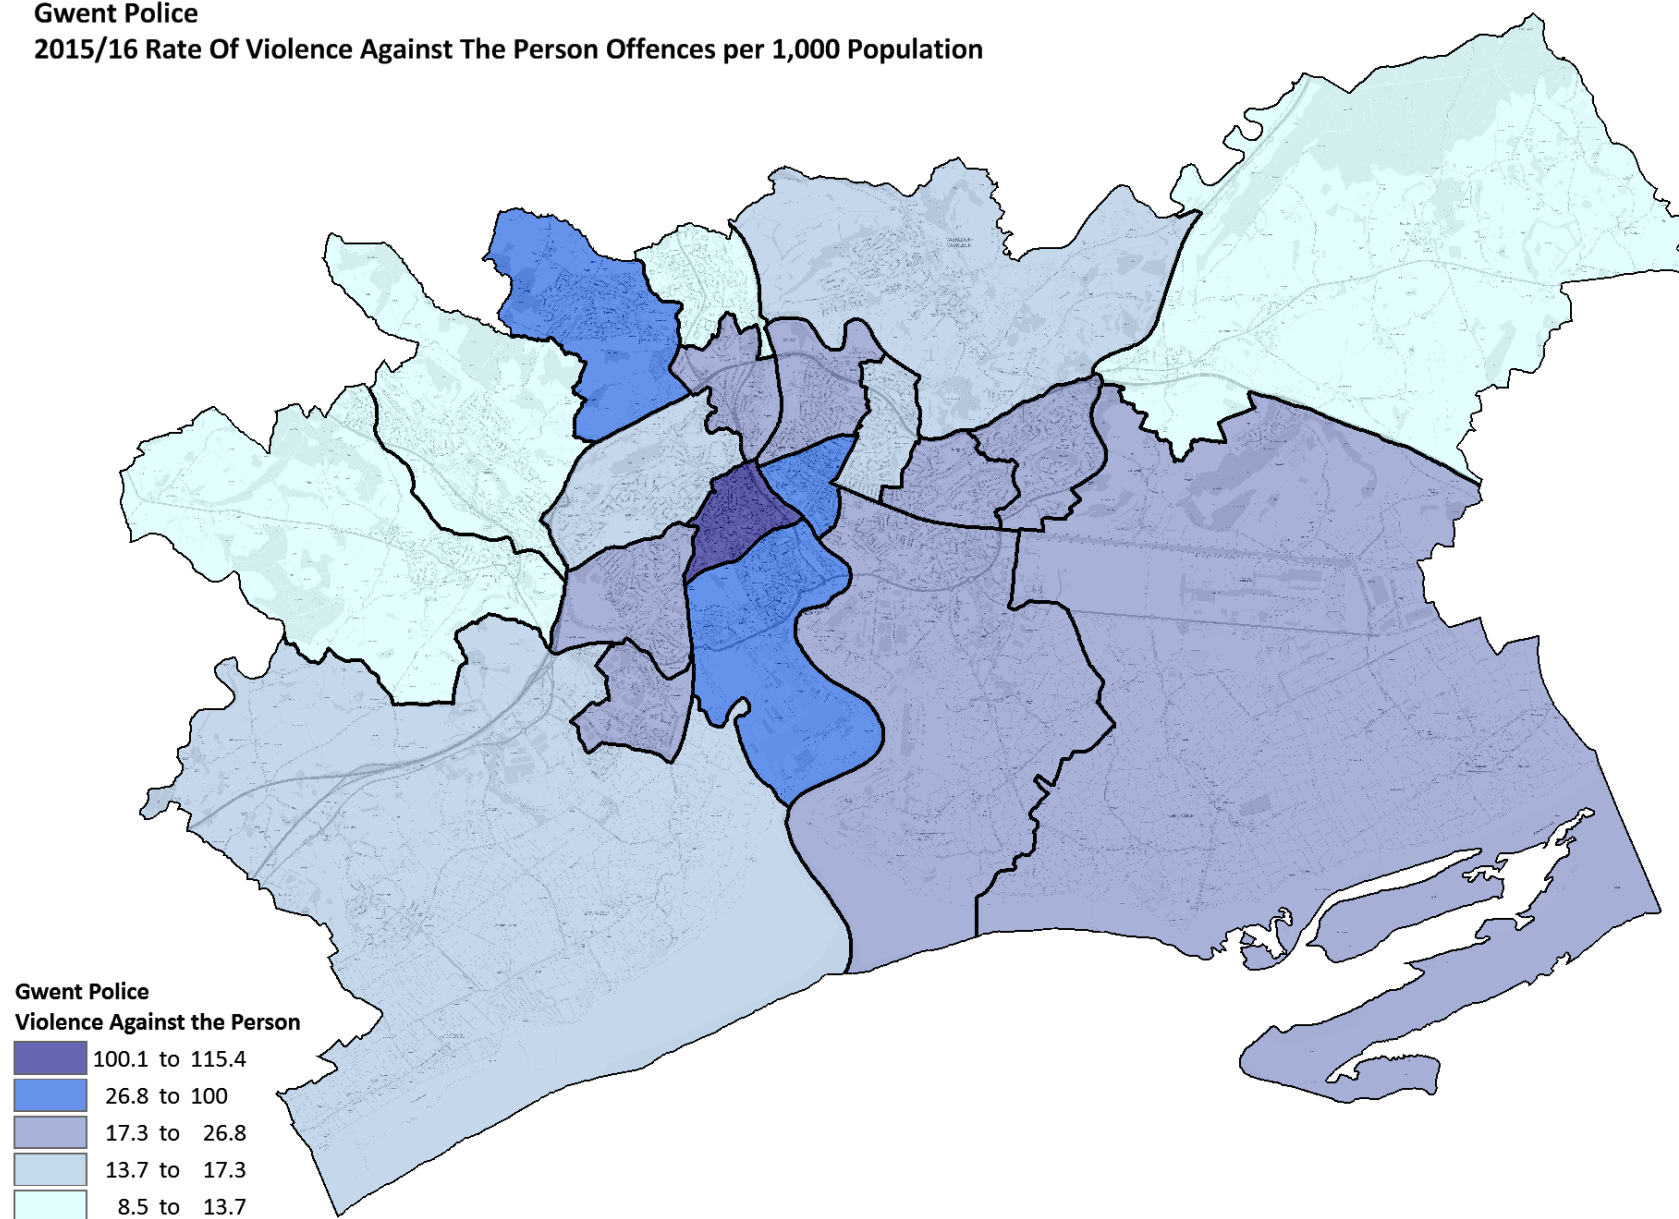 Gwent Police
2015/16 Rate Of Violence Against The Person Offences per 1,000 Population
Gwent Police
Violence Against the Person
100.1 to 115.4
26.8 to 100
17.3 to 26.8
13.7 to 17.3
8.5 to 13.7